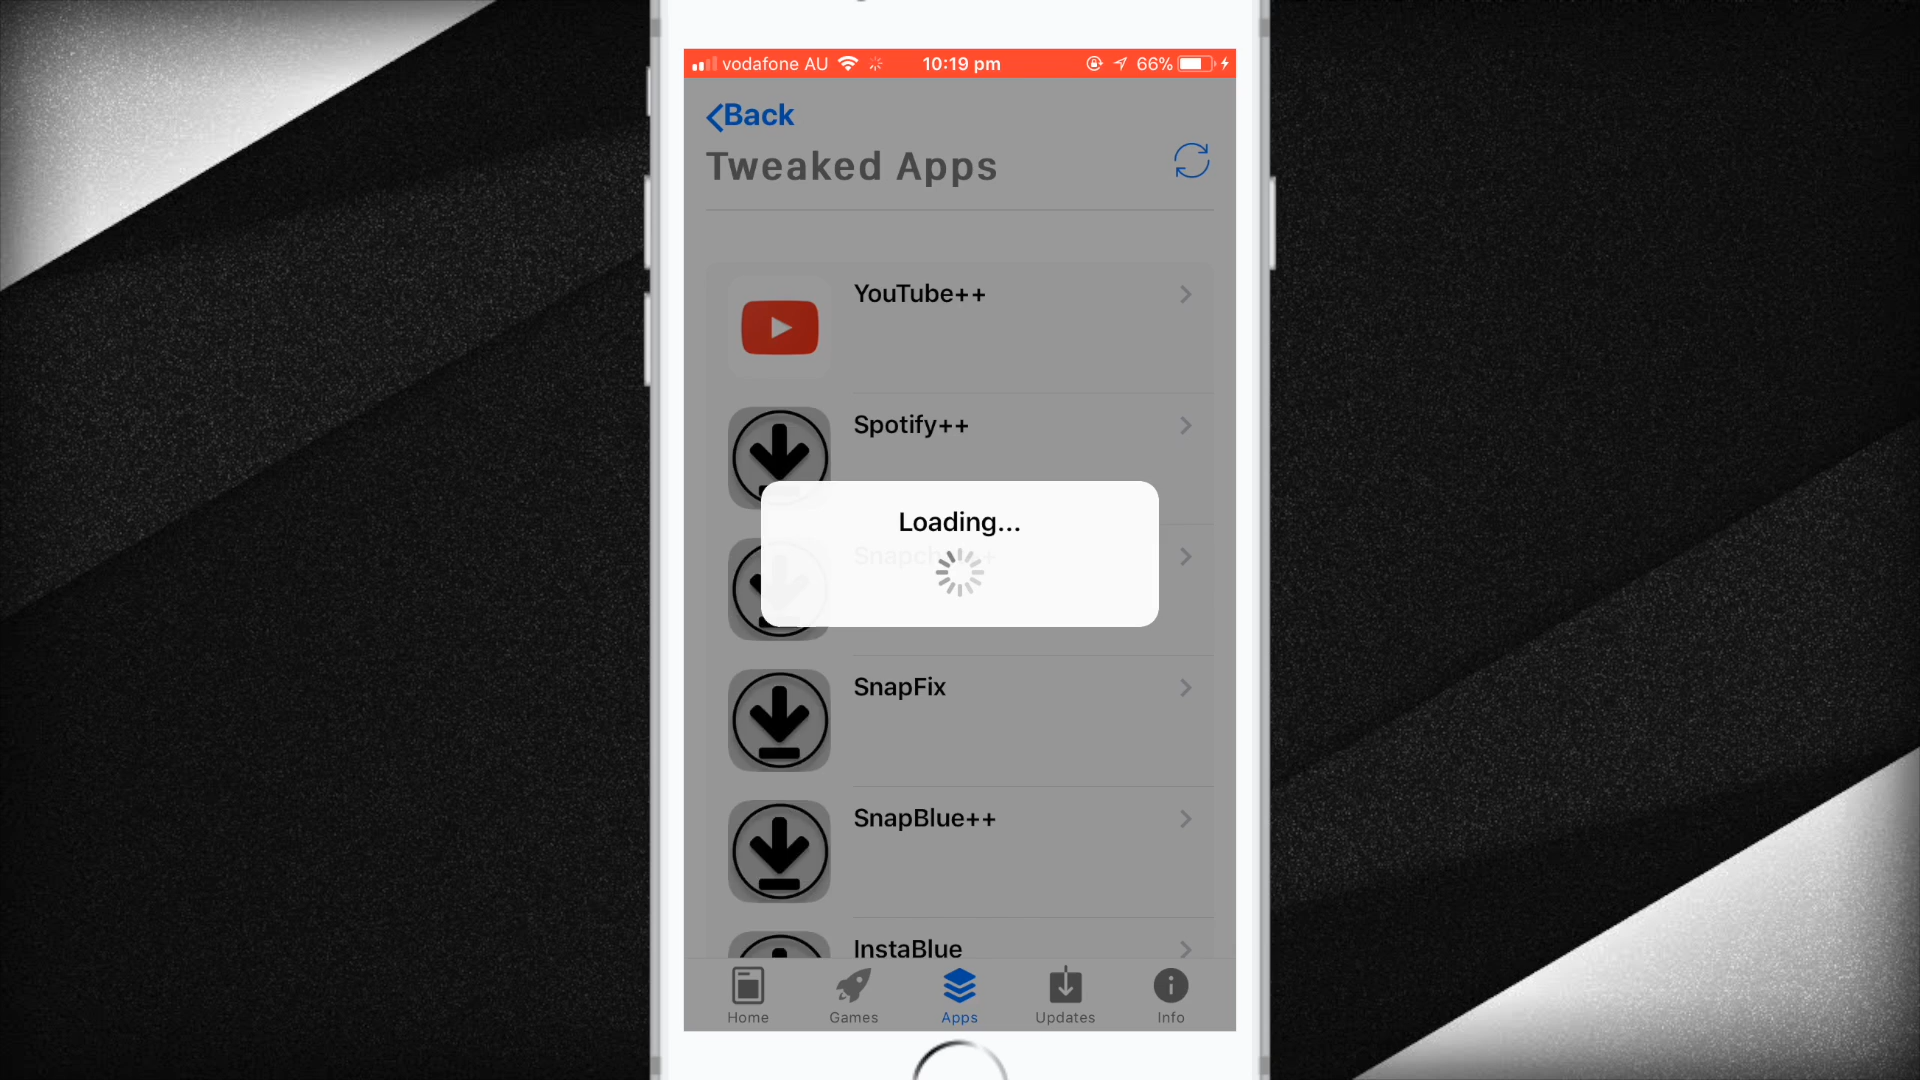 vodafone AU 10:19 pm 66%
Back
Tweaked Apps
YouTube++
Spotify++
Loading...
Snapchat++
SnapFix
SnapBlue++
InstaBlue
Home Games Apps Updates Info